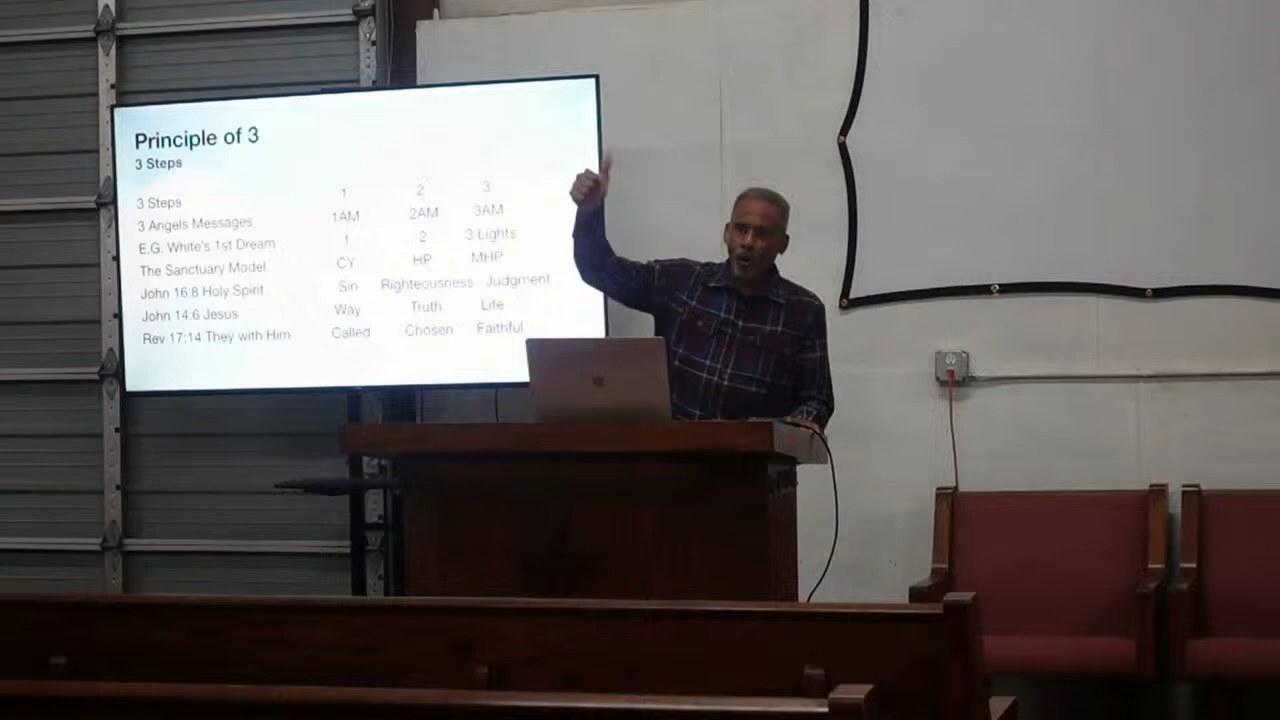 Principle of 3
3 Steps
3 Steps 1 2 3
3 Angels Messages 1AM 2AM 3AM
E.G. White's 1st Dream 1 2 3 Lights
The Sanctuary Model CY HP MHP
John 16:8 Holy Spirit Sin Righteousness Judgment
John 14:6 Jesus Way Truth Life
Rev 17:14 They with Him Called Chosen Faithful